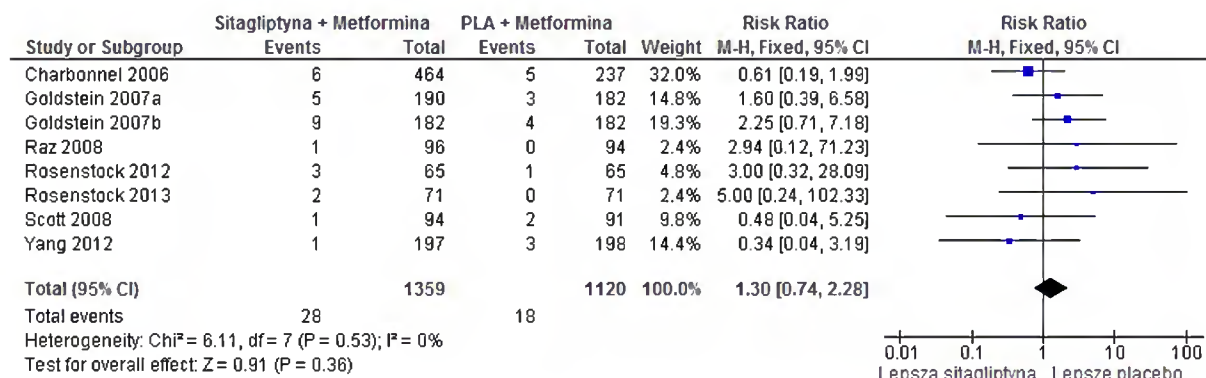 Sitagliptyna + Metformina PLA + Metformina Risk Ratio Risk Ratio
Study or Subgroup Events Total Events Total Weight M-H, Fixed, 95% CI M-H, Fixed, 95% CI
Charbonnel 2006 6 464 5 237 32.0% 0.61 [0.19, 1.99]
Goldstein 2007a 5 190 3 182 14.8% 1.60 [0.39, 6.58]
Goldstein 2007b 9 182 4 182 19.3% 2.25 [0.71, 7.18]
Raz 2008 1 96 0 94 2.4% 2.94 [0.12, 71.23]
Rosenstock 2012 3 65 1 65 4.8% 3.00 [0.32, 28.09]
Rosenstock 2013 2 71 0 71 2.4% 5.00 [0.24, 102.33]
Scott 2008 1 94 2 91 9.8% 0.48 [0.04, 5.25]
Yang 2012 1 197 3 198 14.4% 0.34 [0.04, 3.19]
Total (95% CI) 1359 1120 100.0% 1.30 [0.74, 2.28]
Total events 28 18
Heterogeneity: Chi² = 6.11, df = 7 (P = 0.53); I² = 0%
Test for overall effect: Z = 0.91 (P = 0.36)
0.01 0.1 1 10 100
Lepsza sitagliptyna Lepsze placebo